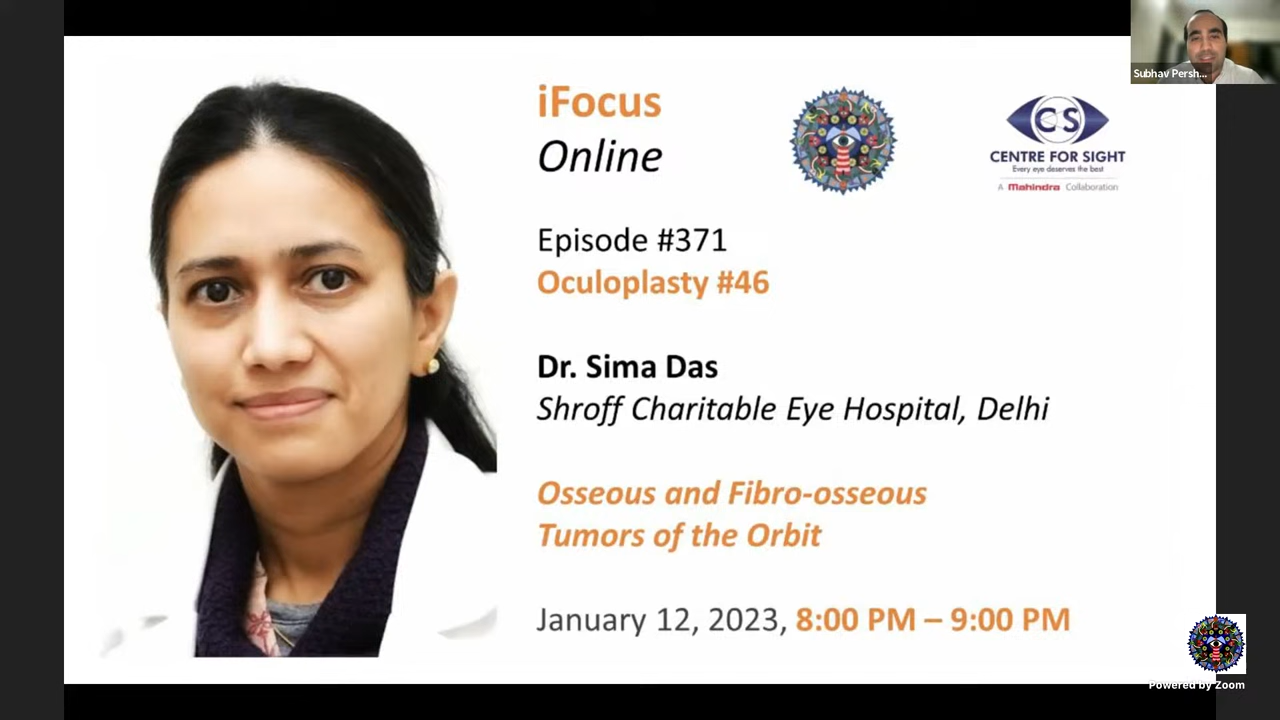 iFocus
Online
CS
CENTRE FOR SIGHT
Every eye deserves the best
A Mahindra Collaboration
Episode #371
Oculoplasty #46
Dr. Sima Das
Shroff Charitable Eye Hospital, Delhi
Osseous and Fibro-osseous
Tumors of the Orbit
January 12, 2023, 8:00 PM – 9:00 PM
Subhav Persh...
Powered by Zoom